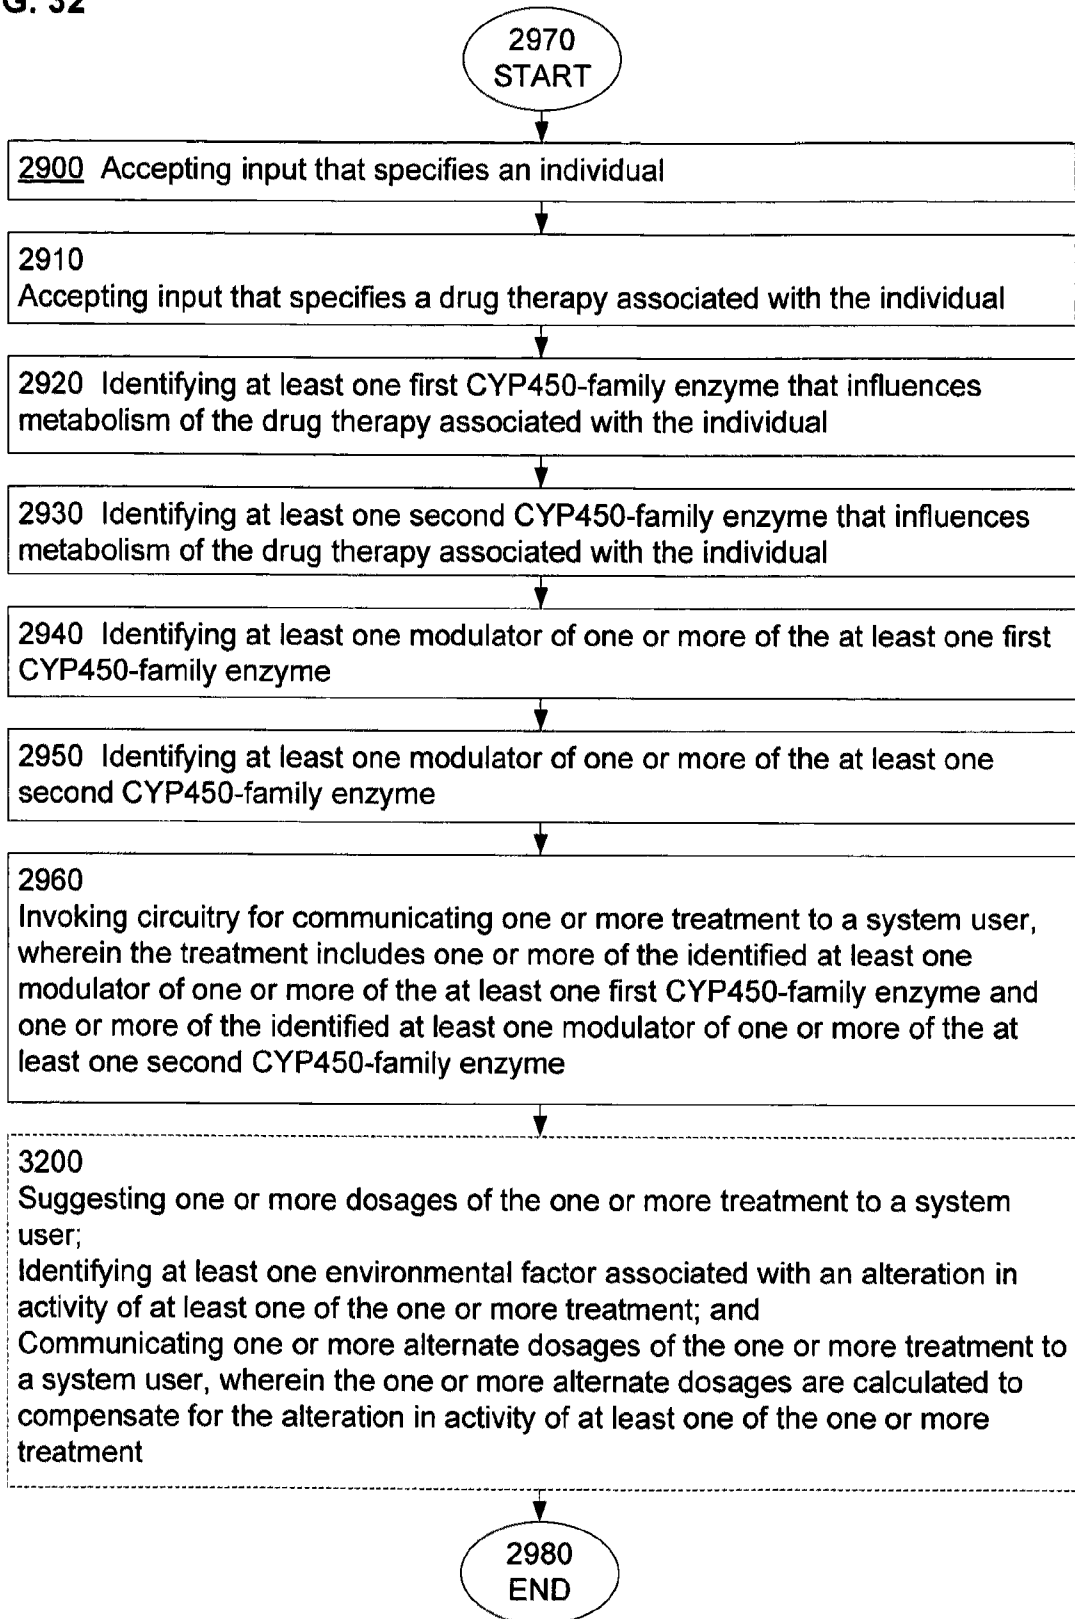 G. 32
2970
START
2900 Accepting input that specifies an individual
2910
Accepting input that specifies a drug therapy associated with the individual
2920 Identifying at least one first CYP450-family enzyme that influences
metabolism of the drug therapy associated with the individual
2930 Identifying at least one second CYP450-family enzyme that influences
metabolism of the drug therapy associated with the individual
2940 Identifying at least one modulator of one or more of the at least one first
CYP450-family enzyme
2950 Identifying at least one modulator of one or more of the at least one
second CYP450-family enzyme
2960
Invoking circuitry for communicating one or more treatment to a system user,
wherein the treatment includes one or more of the identified at least one
modulator of one or more of the at least one first CYP450-family enzyme and
one or more of the identified at least one modulator of one or more of the at
least one second CYP450-family enzyme
3200
Suggesting one or more dosages of the one or more treatment to a system
user;
Identifying at least one environmental factor associated with an alteration in
activity of at least one of the one or more treatment; and
Communicating one or more alternate dosages of the one or more treatment to
a system user, wherein the one or more alternate dosages are calculated to
compensate for the alteration in activity of at least one of the one or more
treatment
2980
END